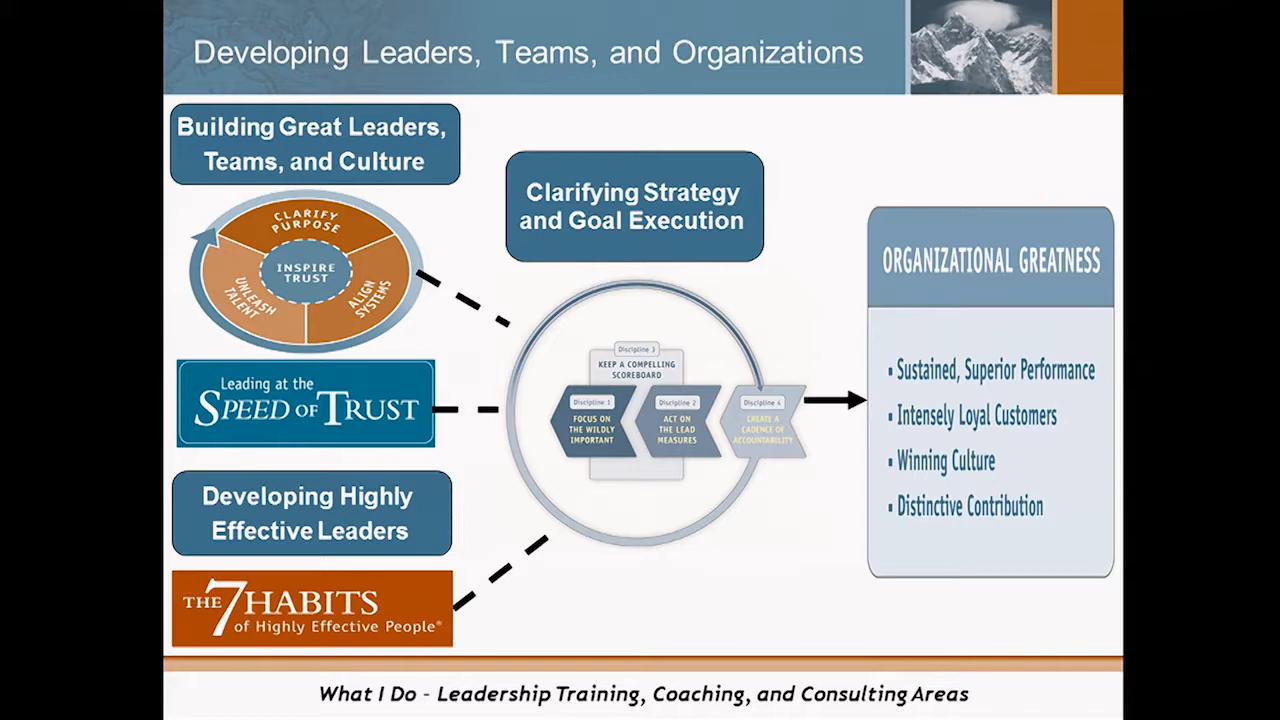 Developing Leaders, Teams, and Organizations
Building Great Leaders,
Teams, and Culture
CLARIFY
PURPOSE
INSPIRE
TRUST
UNLEASH
TALENT
ALIGN
SYSTEMS
Leading at the
SPEED OF TRUST
Developing Highly
Effective Leaders
THE 7 HABITS
of Highly Effective People®
Clarifying Strategy
and Goal Execution
Discipline 3
KEEP A COMPELLING
SCOREBOARD
Discipline 1
FOCUS ON
THE WILDLY
IMPORTANT
Discipline 2
ACT ON
THE LEAD
MEASURES
Discipline 4
CREATE A
CADENCE OF
ACCOUNTABILITY
ORGANIZATIONAL GREATNESS
▪ Sustained, Superior Performance
▪ Intensely Loyal Customers
▪ Winning Culture
▪ Distinctive Contribution
What I Do – Leadership Training, Coaching, and Consulting Areas